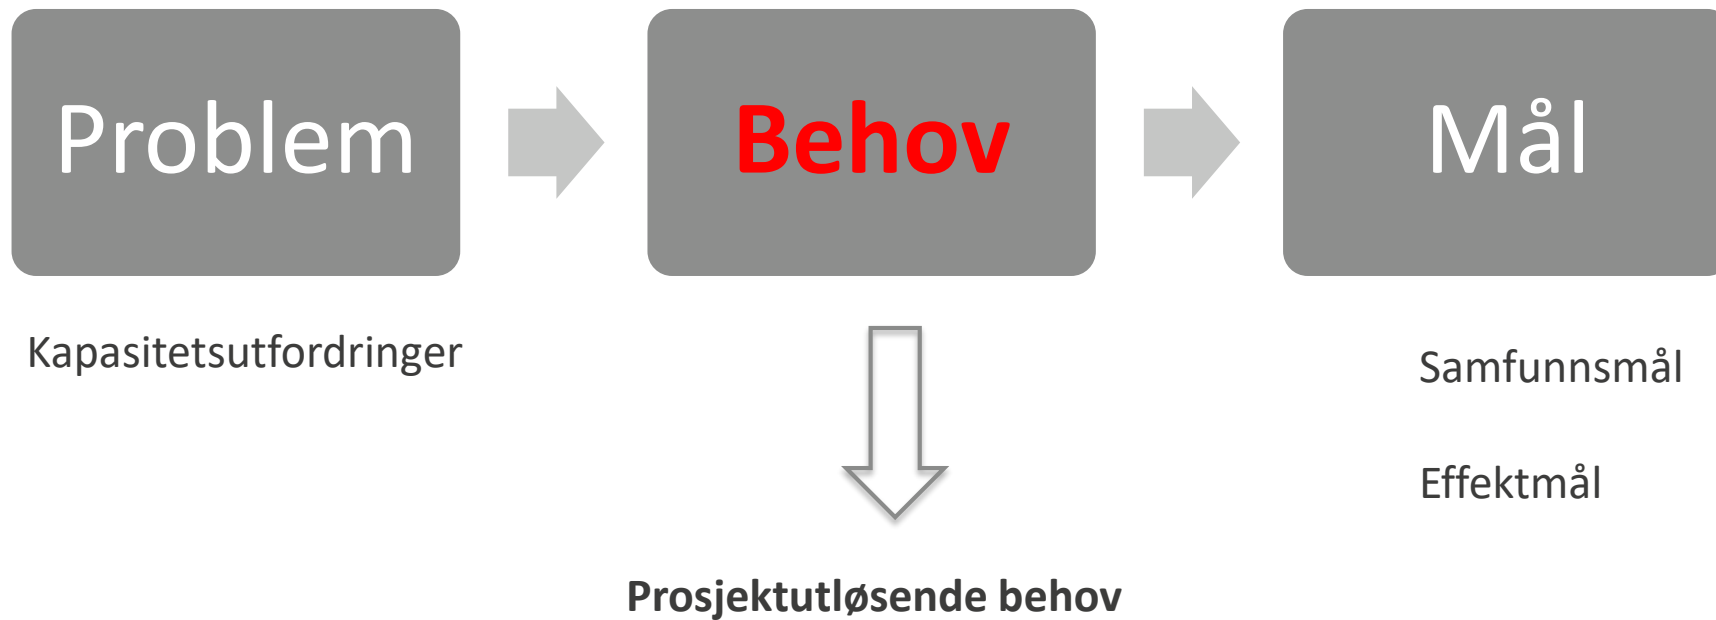 Problem
Behov
Mål
Kapasitetsutfordringer
Samfunnsmål
Effektmål
Prosjektutløsende behov